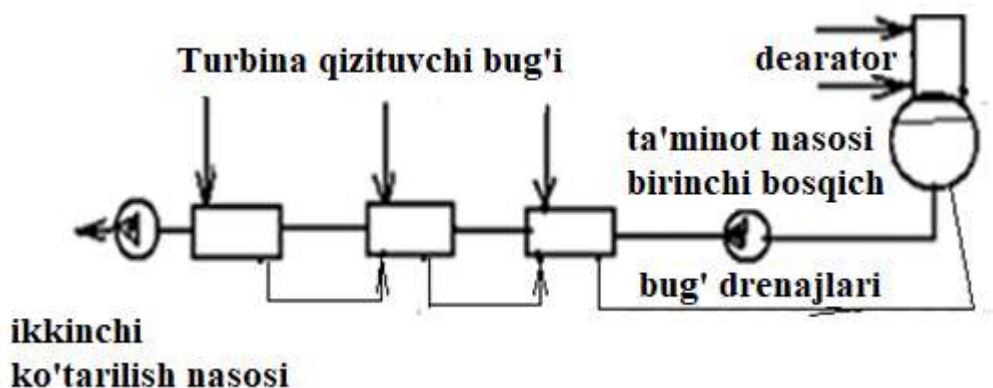 Turbina qizituvchi bug'i
dearator
ta'minot nasosi
birinchi bosqich
bug' drenajlari
ikkinchi
ko'tarilish nasosi